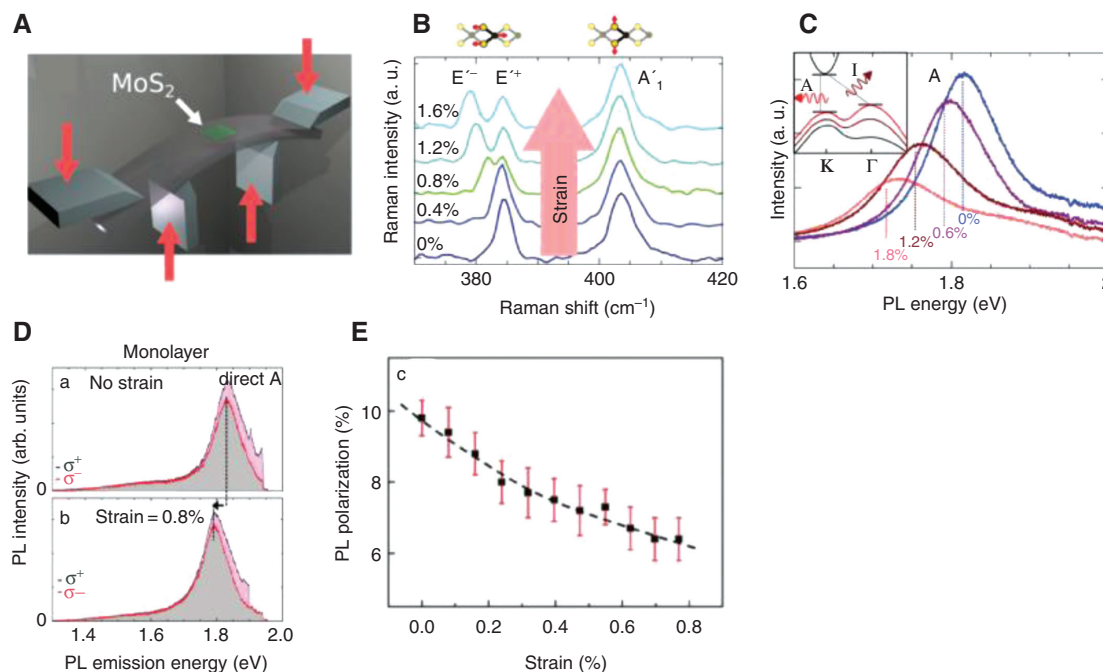 A
MoS₂
B
E′⁻ E′⁺ A′₁
Raman intensity (a. u.)
1.6%
1.2%
0.8%
0.4%
0%
Strain
380 400 420
Raman shift (cm⁻¹)
C
A I
K Γ
A
Intensity (a. u.)
0%
0.6%
1.2%
1.8%
1.6 1.8 2
PL energy (eV)
D
Monolayer
a No strain direct A
-σ⁺
-σ⁻
0
b Strain = 0.8%
-σ⁺
-σ−
0
PL intensity (arb. units)
1.4 1.6 1.8 2.0
PL emission energy (eV)
E
c
PL polarization (%)
10
8
6
0.0 0.2 0.4 0.6 0.8
Strain (%)